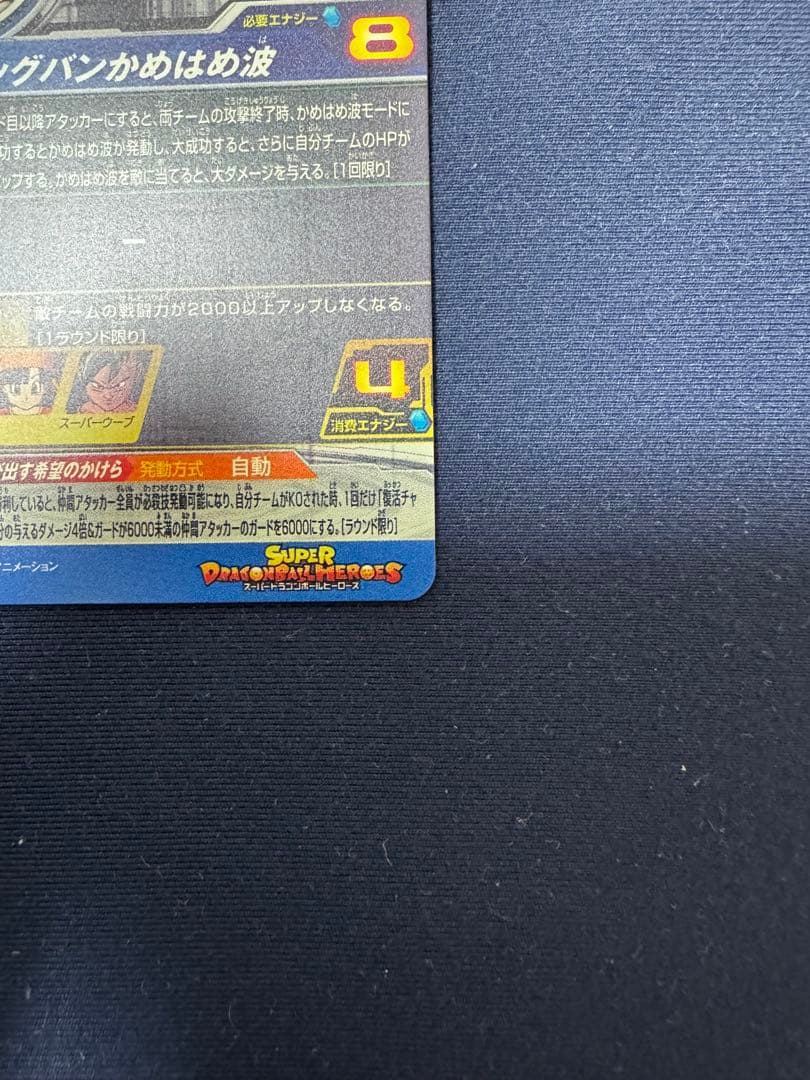 必要エナジー 8
ッグバンかめはめ波
は
ド目以降アタッカーにすると、両チームの攻撃終了時、かめはめ波モードに
功するとかめはめ波が発動し、大成功すると、さらに自分チームのHPが
ップする。かめはめ波を敵に当てると、大ダメージを与える。[1回限り]
ー
敵チームの戦闘力が2000以上アップしなくなる。
[1ラウンド限り]
4
スーパーウーブ
消費エナジー
出す希望のかけら 発動方式 自動
利していると、仲間アタッカー全員が必殺技発動可能になり、自分チームがKOされた時、1回だけ「復活チャ
分の与えるダメージ4倍&ガードが6000未満の仲間アタッカーのガードを6000にする。[ラウンド限り]
ニメーション
SUPER
DRAGONBALL HEROES
スーパードラゴンボールヒーローズ